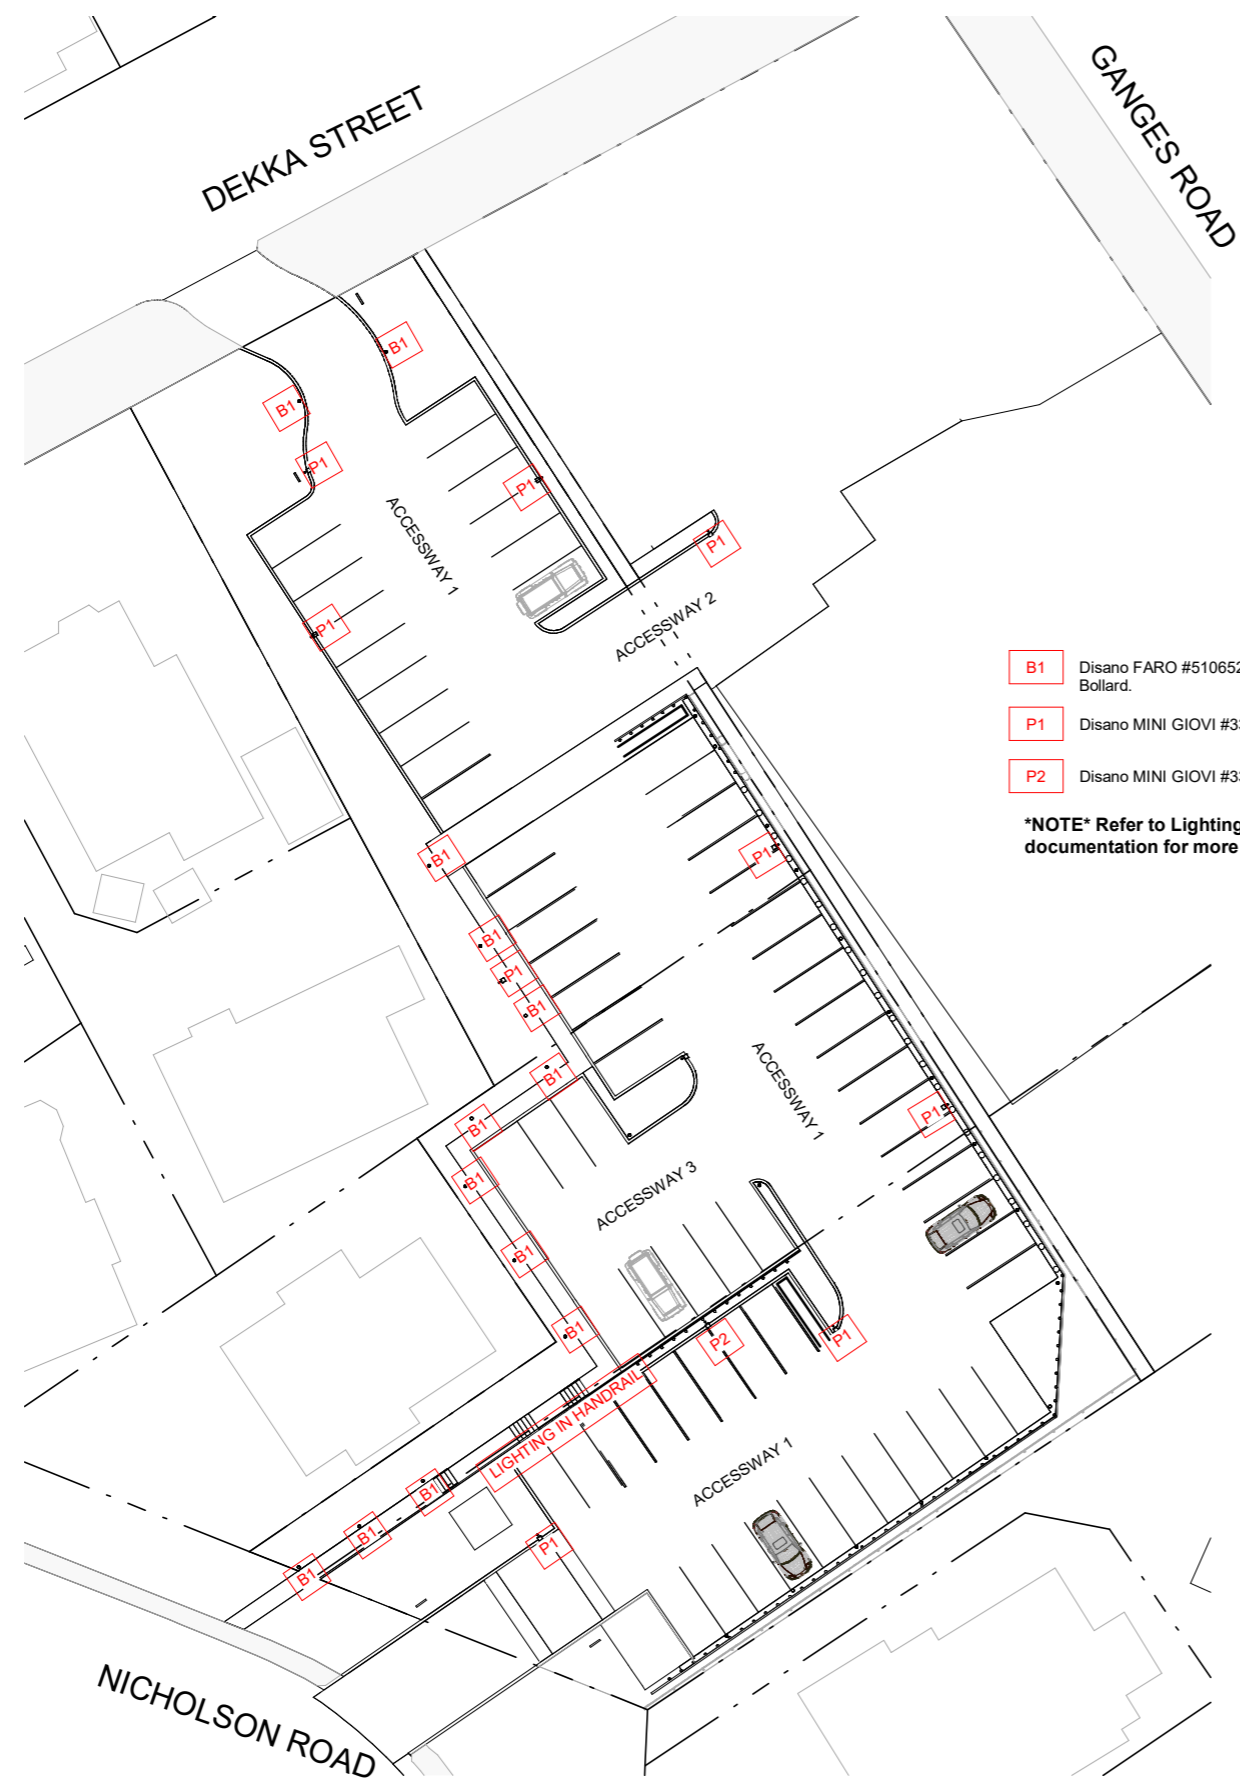 DEKKA STREET
GANGES ROAD
B1
B1
P1
P1
P1
ACCESSWAY 1
ACCESSWAY 2
P1
B1 Disano FARO #510652
Bollard.
P1 Disano MINI GIOVI #33
P2 Disano MINI GIOVI #33
*NOTE* Refer to Lighting
documentation for more
B1
P1
B1
P1
B1
ACCESSWAY 1
B1
B1
P1
B1
ACCESSWAY 3
B1
B1
P2
P1
LIGHTING IN HANDRAIL
ACCESSWAY 1
B1
B1
P1
B1
NICHOLSON ROAD